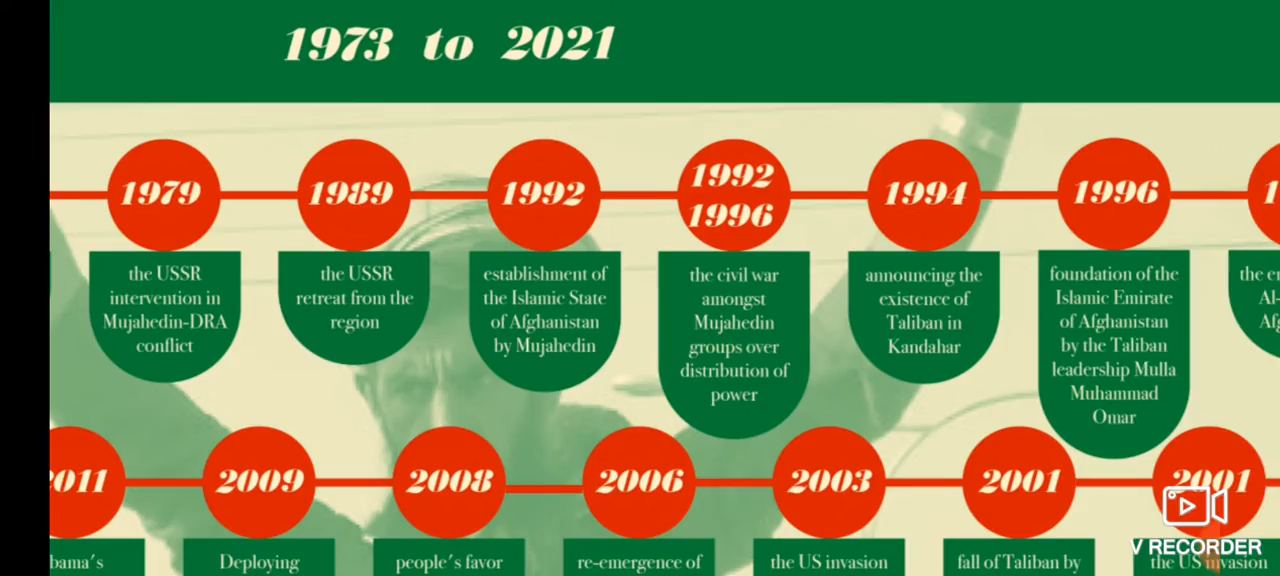 1973 to 2021
1979
1989
1992
1992
1996
1994
1996
the USSR
intervention in
Mujahedin-DRA
conflict
the USSR
retreat from the
region
establishment of
the Islamic State
of Afghanistan
by Mujahedin
the civil war
amongst
Mujahedin
groups over
distribution of
power
announcing the
existence of
Taliban in
Kandahar
foundation of the
Islamic Emirate
of Afghanistan
by the Taliban
leadership Mulla
Muhammad
Omar
the
2011
2009
2008
2006
2003
2001
2001
bama's
Deploying
people's favor
re-emergence of
the US invasion
fall of Taliban by
the US invasion
V RECORDER